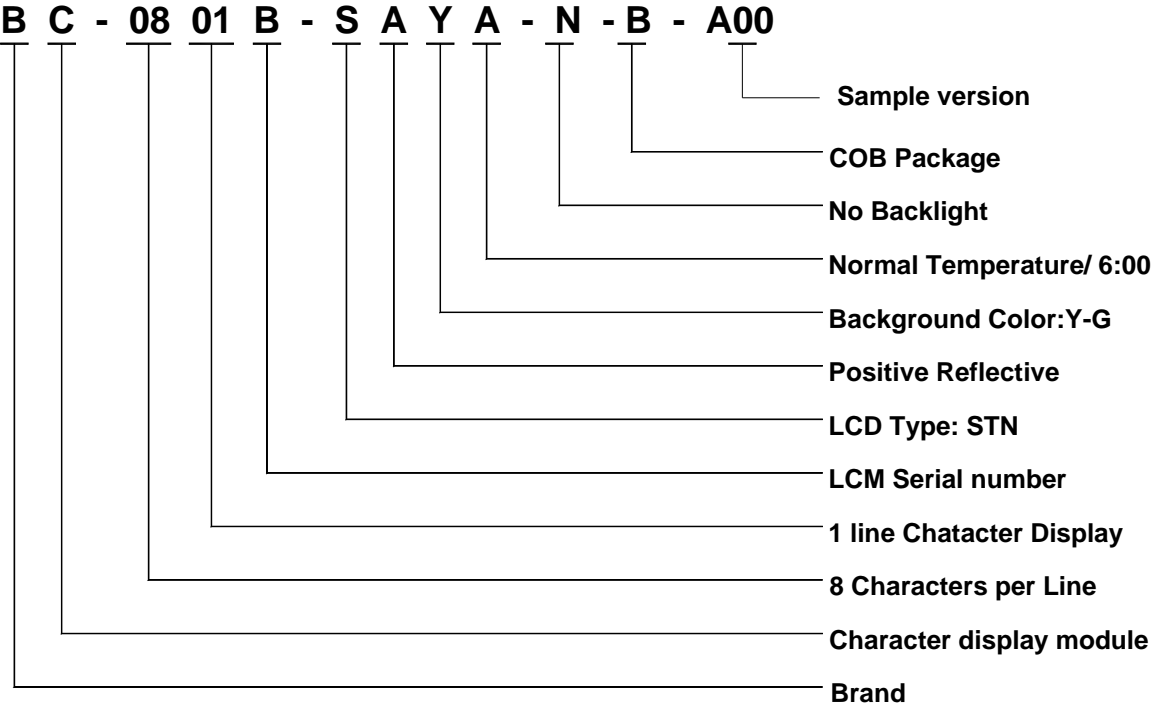 B C - 08 01 B - S A Y A - N - B - A00
Sample version
COB Package
No Backlight
Normal Temperature/ 6:00
Background Color:Y-G
Positive Reflective
LCD Type: STN
LCM Serial number
1 line Chatacter Display
8 Characters per Line
Character display module
Brand